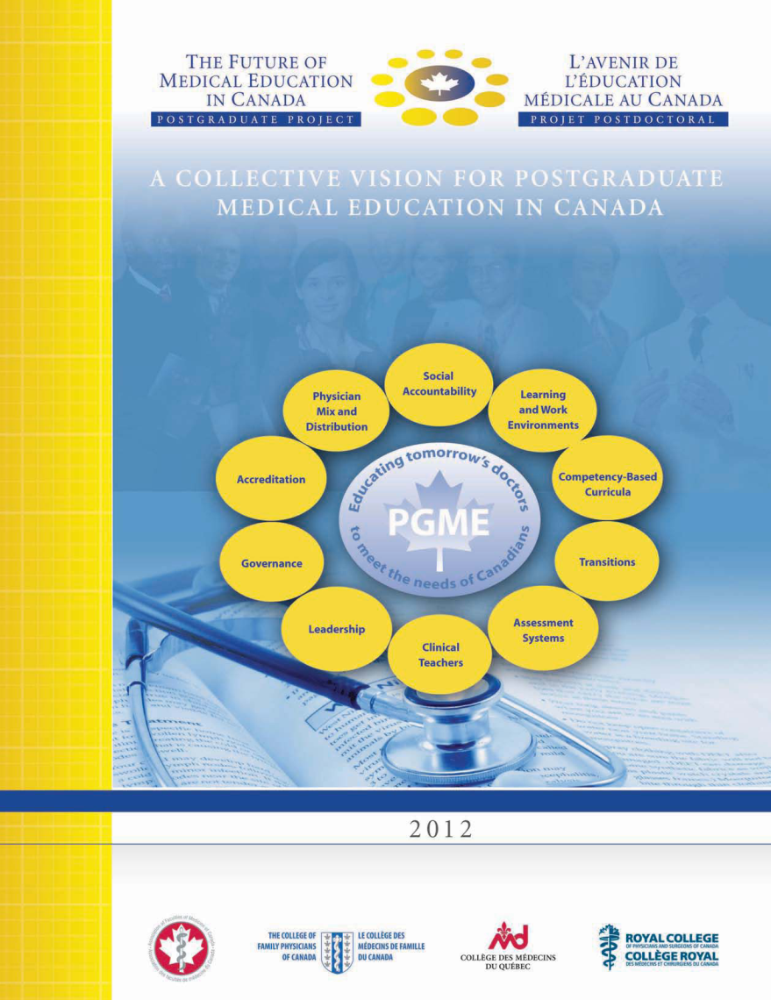 THE FUTURE OF
MEDICAL EDUCATION
IN CANADA
POSTGRADUATE PROJECT
L'AVENIR DE
L'ÉDUCATION
MÉDICALE AU CANADA
PROJET POSTDOCTORAL
A COLLECTIVE VISION FOR POSTGRADUATE
MEDICAL EDUCATION IN CANADA
Social
Accountability
Learning
and Work
Environments
Competency-Based
Curricula
Transitions
Assessment
Systems
Clinical
Teachers
Leadership
Governance
Accreditation
Physician
Mix and
Distribution
Educating tomorrow's doctors
PGME
to meet the needs of Canadians
2012
THE COLLEGE OF
FAMILY PHYSICIANS
OF CANADA
LE COLLÈGE DES
MÉDECINS DE FAMILLE
DU CANADA
COLLÈGE DES MÉDECINS
DU QUÉBEC
ROYAL COLLEGE
OF PHYSICIANS AND SURGEONS OF CANADA
COLLÈGE ROYAL
DES MÉDECINS ET CHIRURGIENS DU CANADA